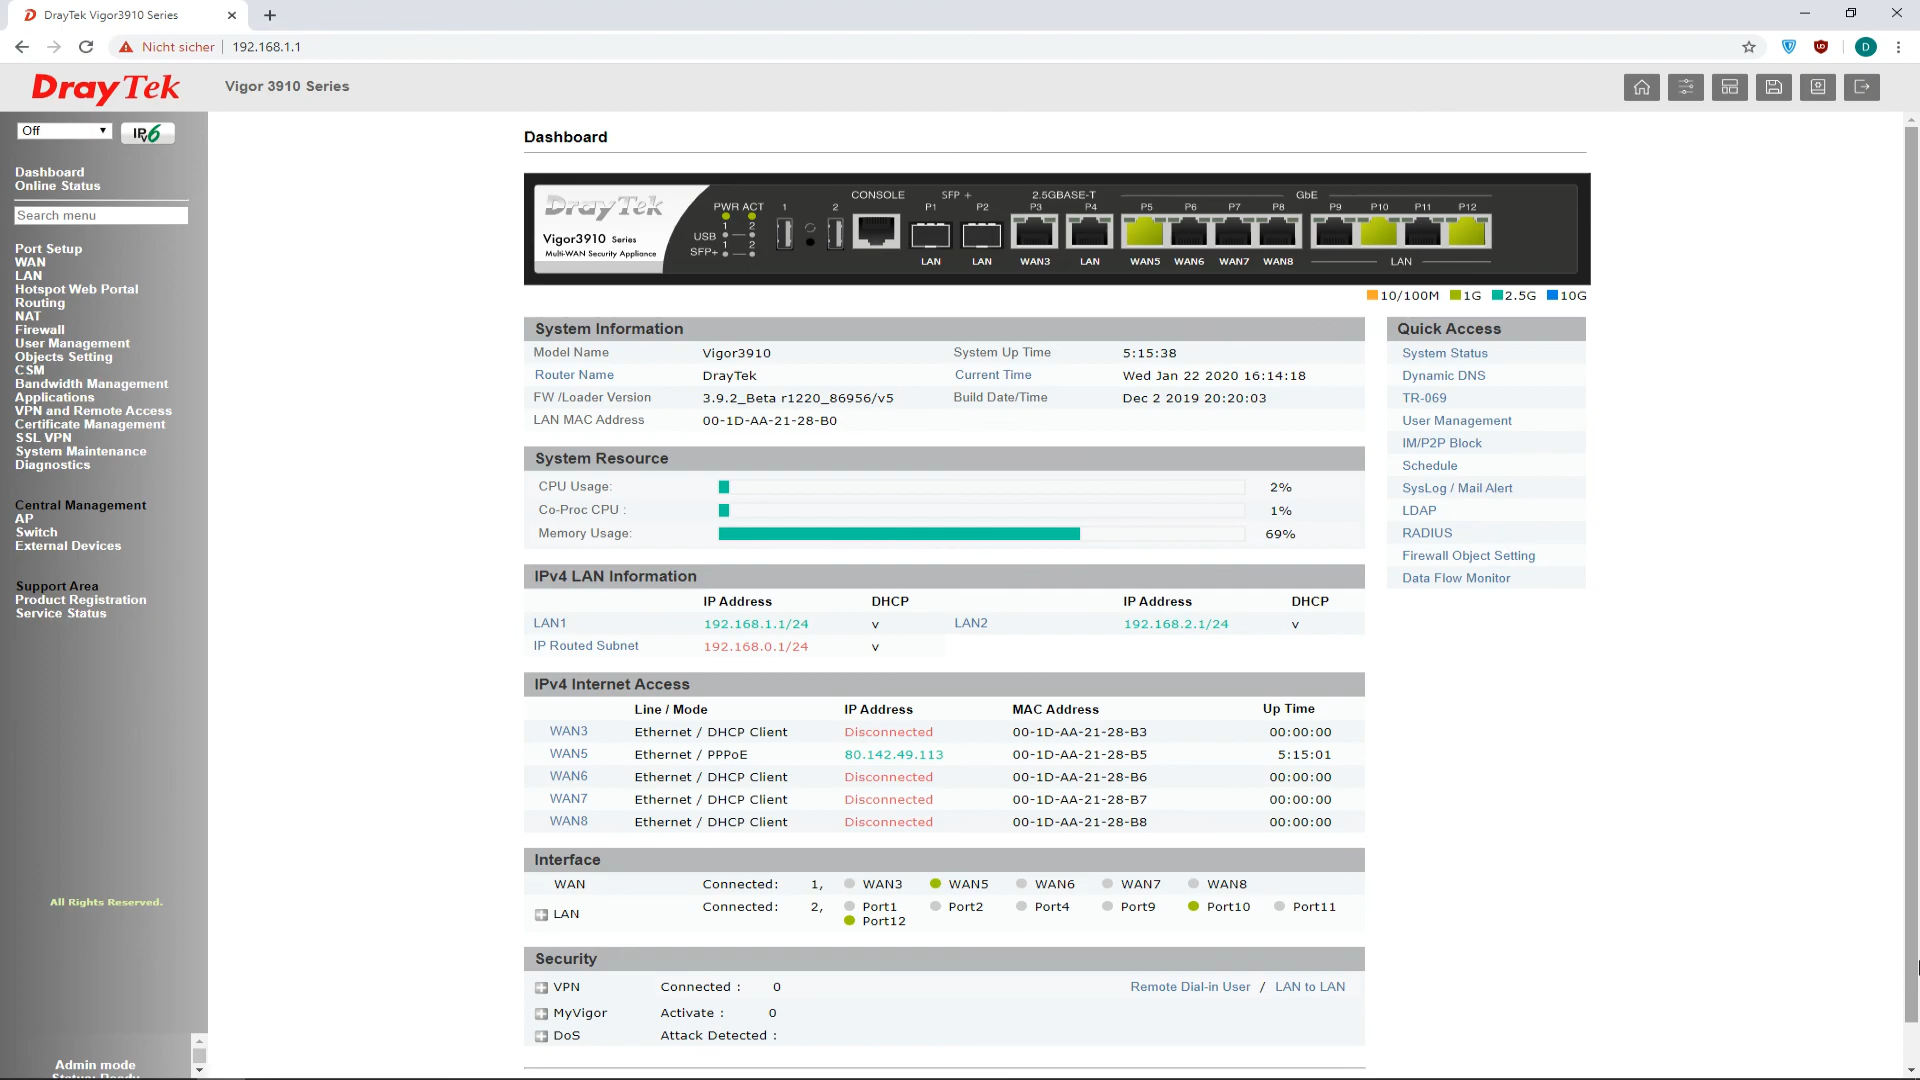 DrayTek Vigor3910 Series
Nicht sicher
192.168.1.1
D
DrayTek
Vigor 3910 Series
Off
IPv6
Dashboard
Online Status
Search menu
Port Setup
WAN
LAN
Hotspot Web Portal
Routing
NAT
Firewall
User Management
Objects Setting
CSM
Bandwidth Management
Applications
VPN and Remote Access
Certificate Management
SSL VPN
System Maintenance
Diagnostics
Central Management
AP
Switch
External Devices
Support Area
Product Registration
Service Status
All Rights Reserved.
Admin mode
Status: Ready
Dashboard
CONSOLE SFP + 2.5GBASE-T GbE
PWR ACT 1 2 P1 P2 P3 P4 P5 P6 P7 P8 P9 P10 P11 P12
DrayTek
1 2
USB
1 2
SFP+
Vigor3910 Series
Multi-WAN Security Appliance
LAN LAN WAN3 LAN WAN5 WAN6 WAN7 WAN8 LAN
10/100M 1G 2.5G 10G
System Information
Model Name Vigor3910 System Up Time 5:15:38
Router Name DrayTek Current Time Wed Jan 22 2020 16:14:18
FW /Loader Version 3.9.2_Beta r1220_86956/v5 Build Date/Time Dec 2 2019 20:20:03
LAN MAC Address 00-1D-AA-21-28-B0
System Resource
CPU Usage: 2%
Co-Proc CPU : 1%
Memory Usage: 69%
IPv4 LAN Information
IP Address DHCP IP Address DHCP
LAN1 192.168.1.1/24 v LAN2 192.168.2.1/24 v
IP Routed Subnet 192.168.0.1/24 v
IPv4 Internet Access
Line / Mode IP Address MAC Address Up Time
WAN3 Ethernet / DHCP Client Disconnected 00-1D-AA-21-28-B3 00:00:00
WAN5 Ethernet / PPPoE 80.142.49.113 00-1D-AA-21-28-B5 5:15:01
WAN6 Ethernet / DHCP Client Disconnected 00-1D-AA-21-28-B6 00:00:00
WAN7 Ethernet / DHCP Client Disconnected 00-1D-AA-21-28-B7 00:00:00
WAN8 Ethernet / DHCP Client Disconnected 00-1D-AA-21-28-B8 00:00:00
Interface
WAN Connected: 1, WAN3 WAN5 WAN6 WAN7 WAN8
LAN Connected: 2, Port1 Port2 Port4 Port9 Port10 Port11
Port12
Security
VPN Connected : 0 Remote Dial-in User / LAN to LAN
MyVigor Activate : 0
DoS Attack Detected :
Quick Access
System Status
Dynamic DNS
TR-069
User Management
IM/P2P Block
Schedule
SysLog / Mail Alert
LDAP
RADIUS
Firewall Object Setting
Data Flow Monitor